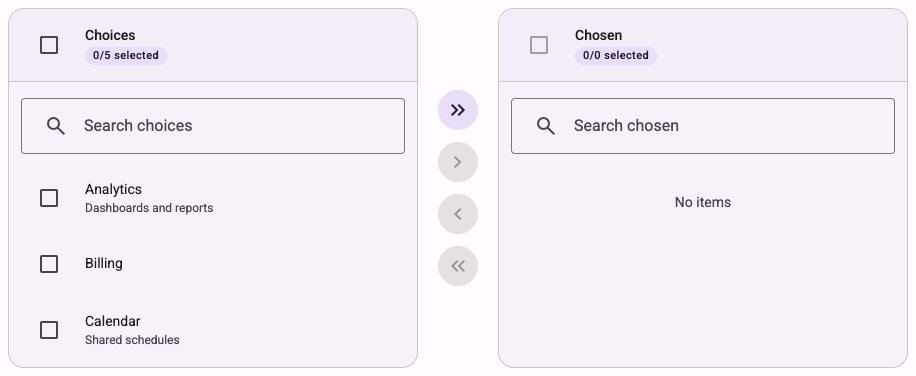 Choices
0/5 selected
Search choices
Analytics
Dashboards and reports
Billing
Calendar
Shared schedules
Chosen
0/0 selected
Search chosen
No items